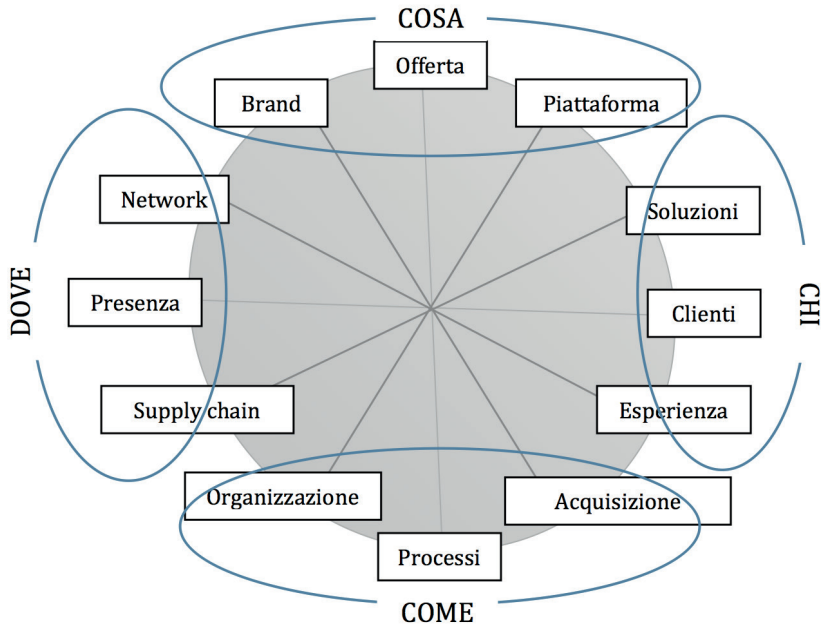 COSA
Offerta
Brand
Piattaforma
Network
Soluzioni
DOVE
Presenza
Clienti
CHI
Supply chain
Esperienza
Organizzazione
Acquisizione
Processi
COME